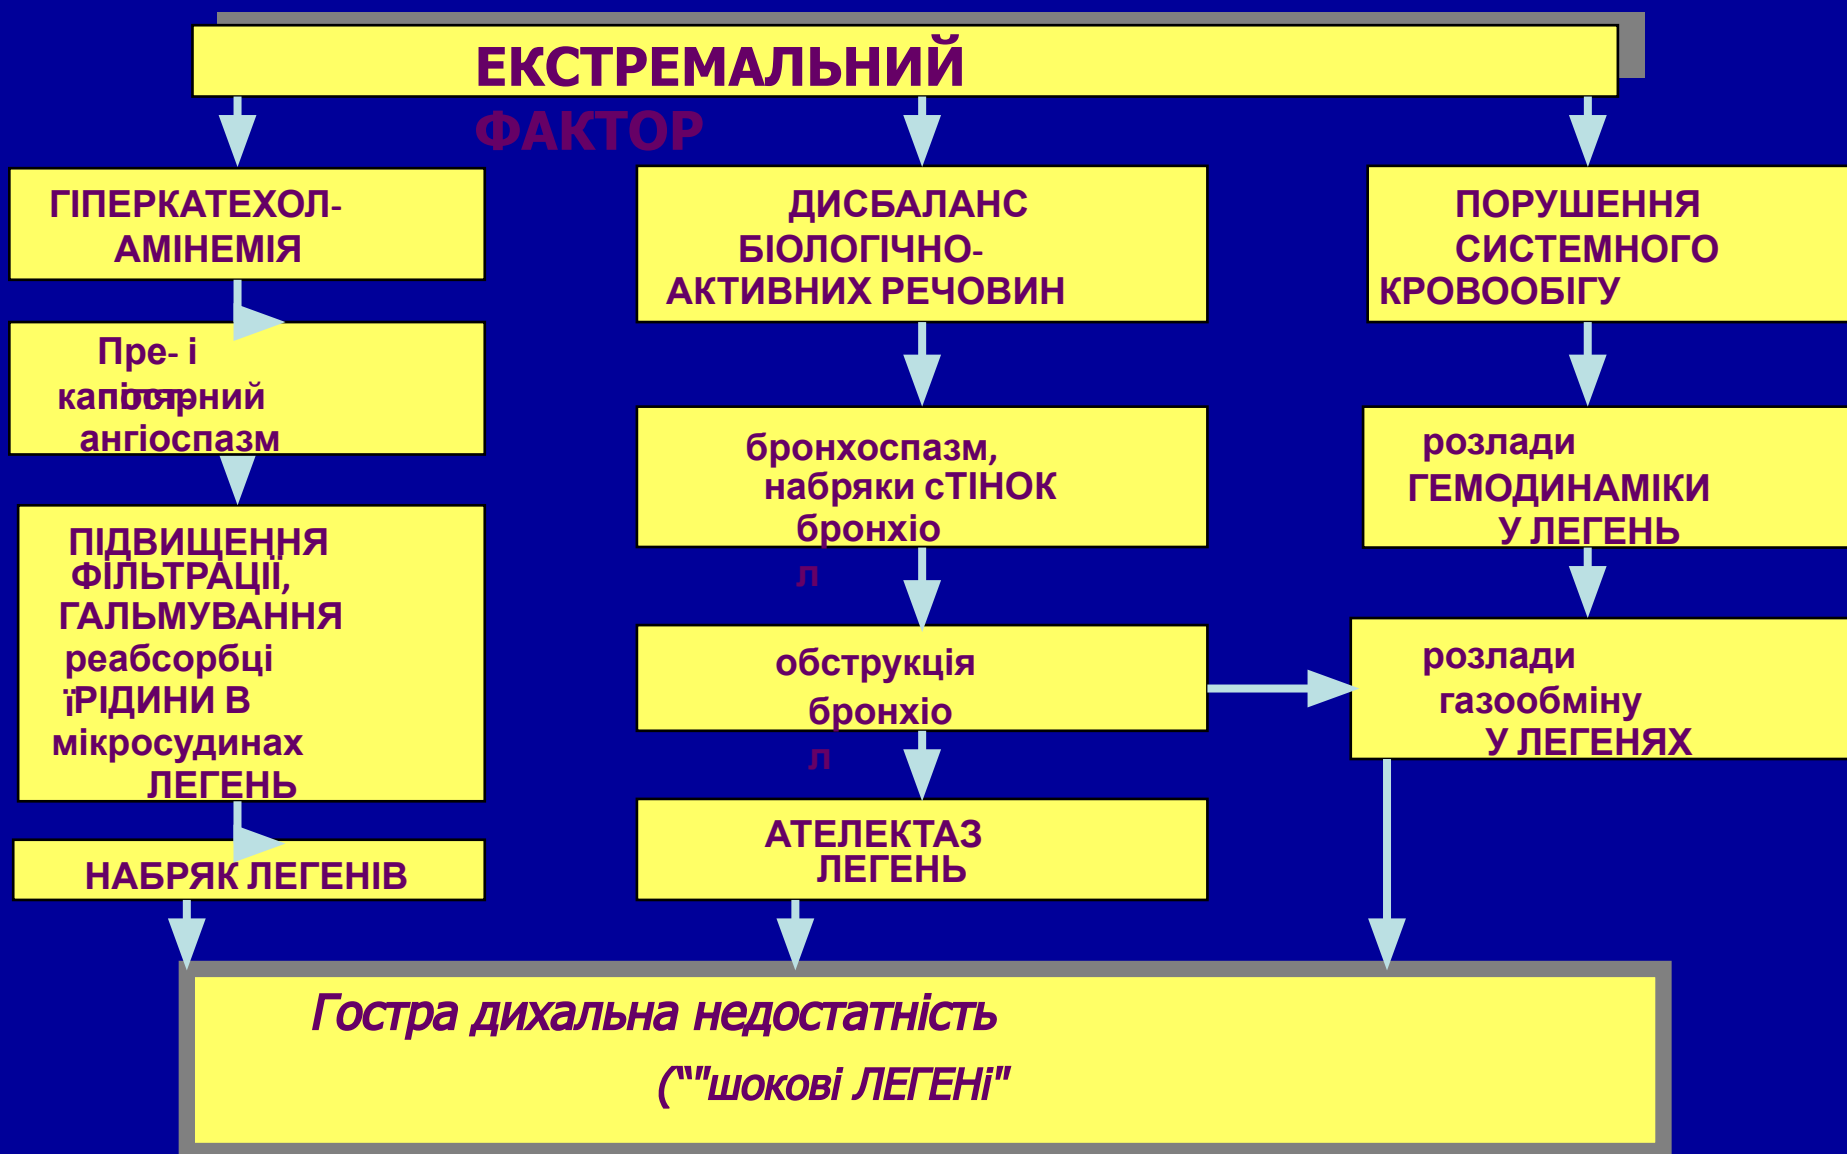 ЕКСТРЕМАЛЬНИЙ
ФАКТОР
ГІПЕРКАТЕХОЛ-
АМІНЕМІЯ
Пре- і
пост-
капілярний
ангіоспазм
ПІДВИЩЕННЯ
ФІЛЬТРАЦІЇ,
ГАЛЬМУВАННЯ
реабсорбці
їРІДИНИ В
мікросудинах
ЛЕГЕНЬ
НАБРЯК ЛЕГЕНІВ
ДИСБАЛАНС
БІОЛОГІЧНО-
АКТИВНИХ РЕЧОВИН
бронхоспазм,
набряки сТІНОК
бронхіо
л
обструкція
бронхіо
л
АТЕЛЕКТАЗ
ЛЕГЕНЬ
ПОРУШЕННЯ
СИСТЕМНОГО
КРОВООБІГУ
розлади
ГЕМОДИНАМІКИ
У ЛЕГЕНЬ
розлади
газообміну
У ЛЕГЕНЯХ
Гостра дихальна недостатність
(“"шокові ЛЕГЕНі"